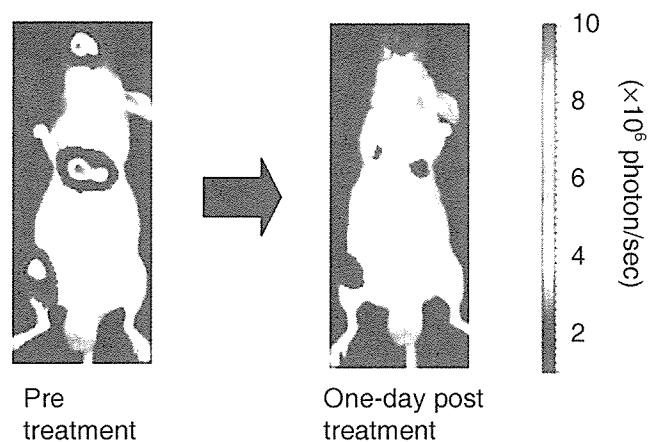 10
8
6
4
2
(×10⁶ photon/sec)
Pre
treatment
One-day post
treatment